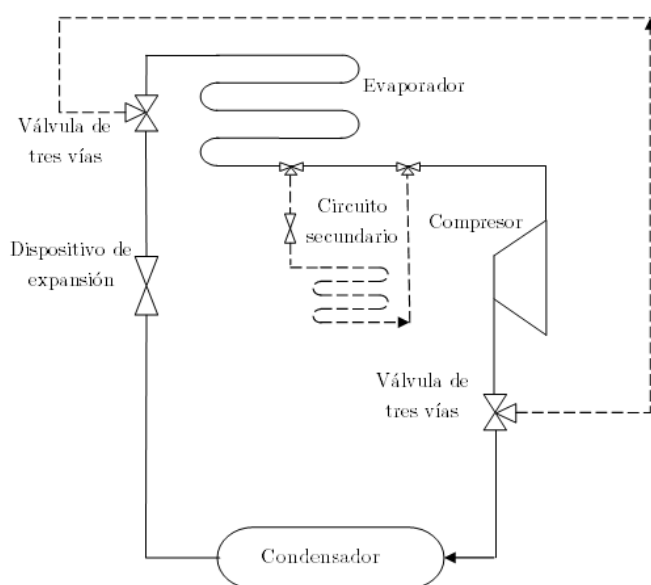 Evaporador
Válvula de
tres vías
Circuito
secundario
Compresor
Dispositivo de
expansión
Válvula de
tres vías
Condensador